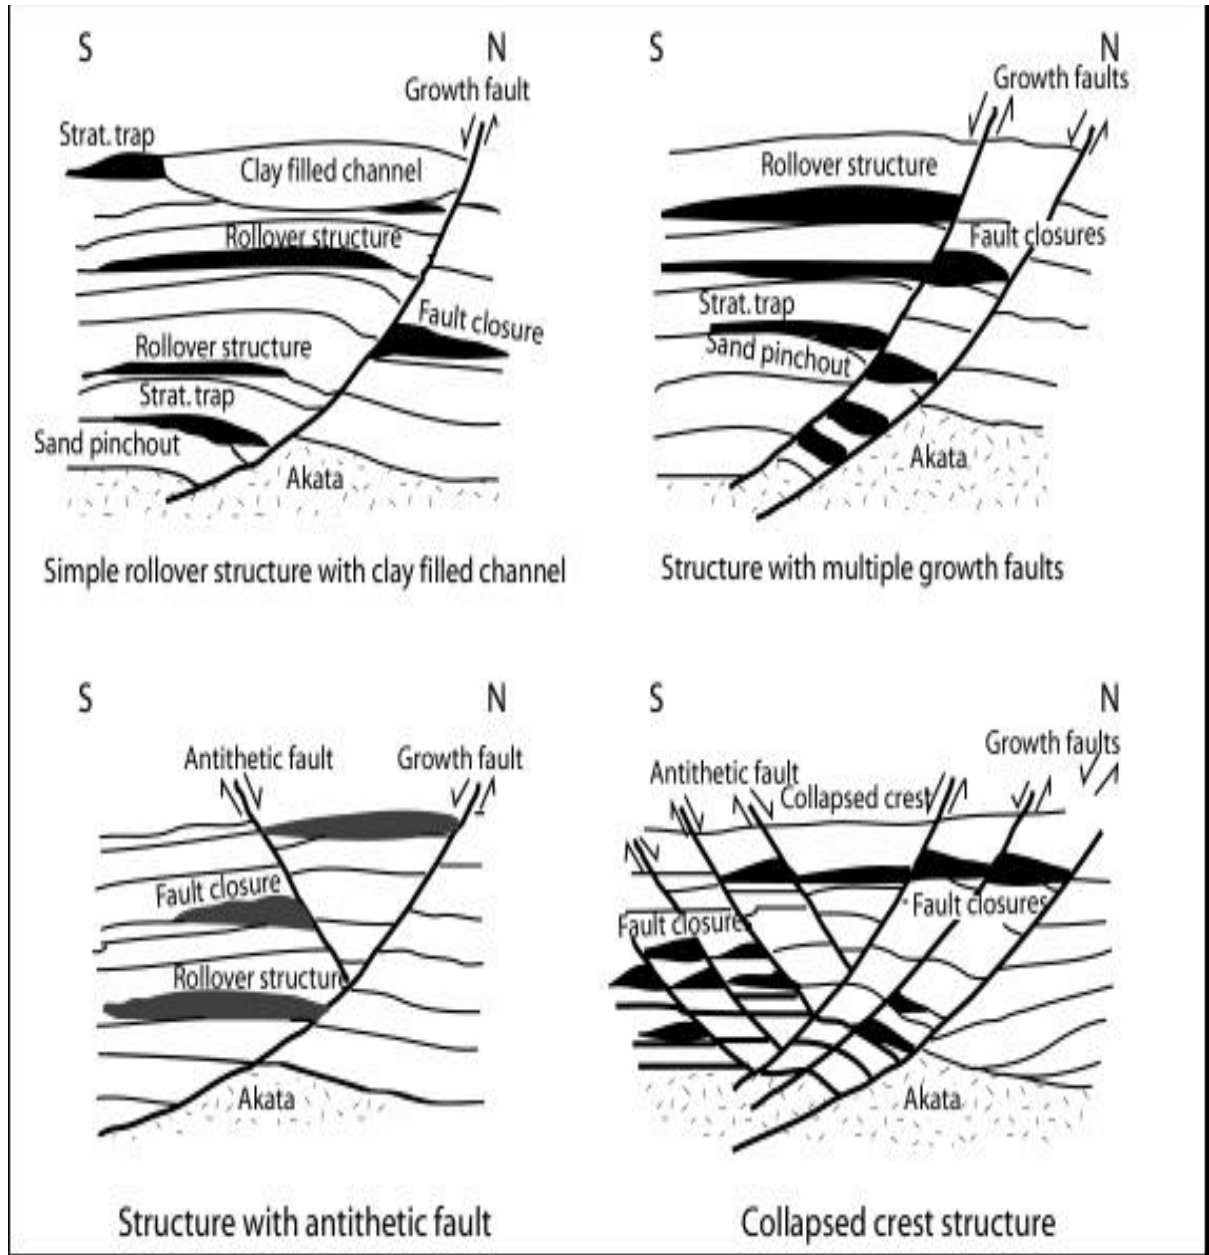 S N
Growth fault
Strat. trap
Clay filled channel
Rollover structure
Fault closure
Rollover structure
Strat. trap
Sand pinchout
Akata
Simple rollover structure with clay filled channel
S N
Growth faults
Rollover structure
Fault closures
Strat. trap
Sand pinchout
Akata
Structure with multiple growth faults
S N
Antithetic fault Growth fault
Fault closure
Rollover structure
Akata
Structure with antithetic fault
S N
Growth faults
Antithetic fault
Collapsed crest
Fault closures
Fault closures
Akata
Collapsed crest structure